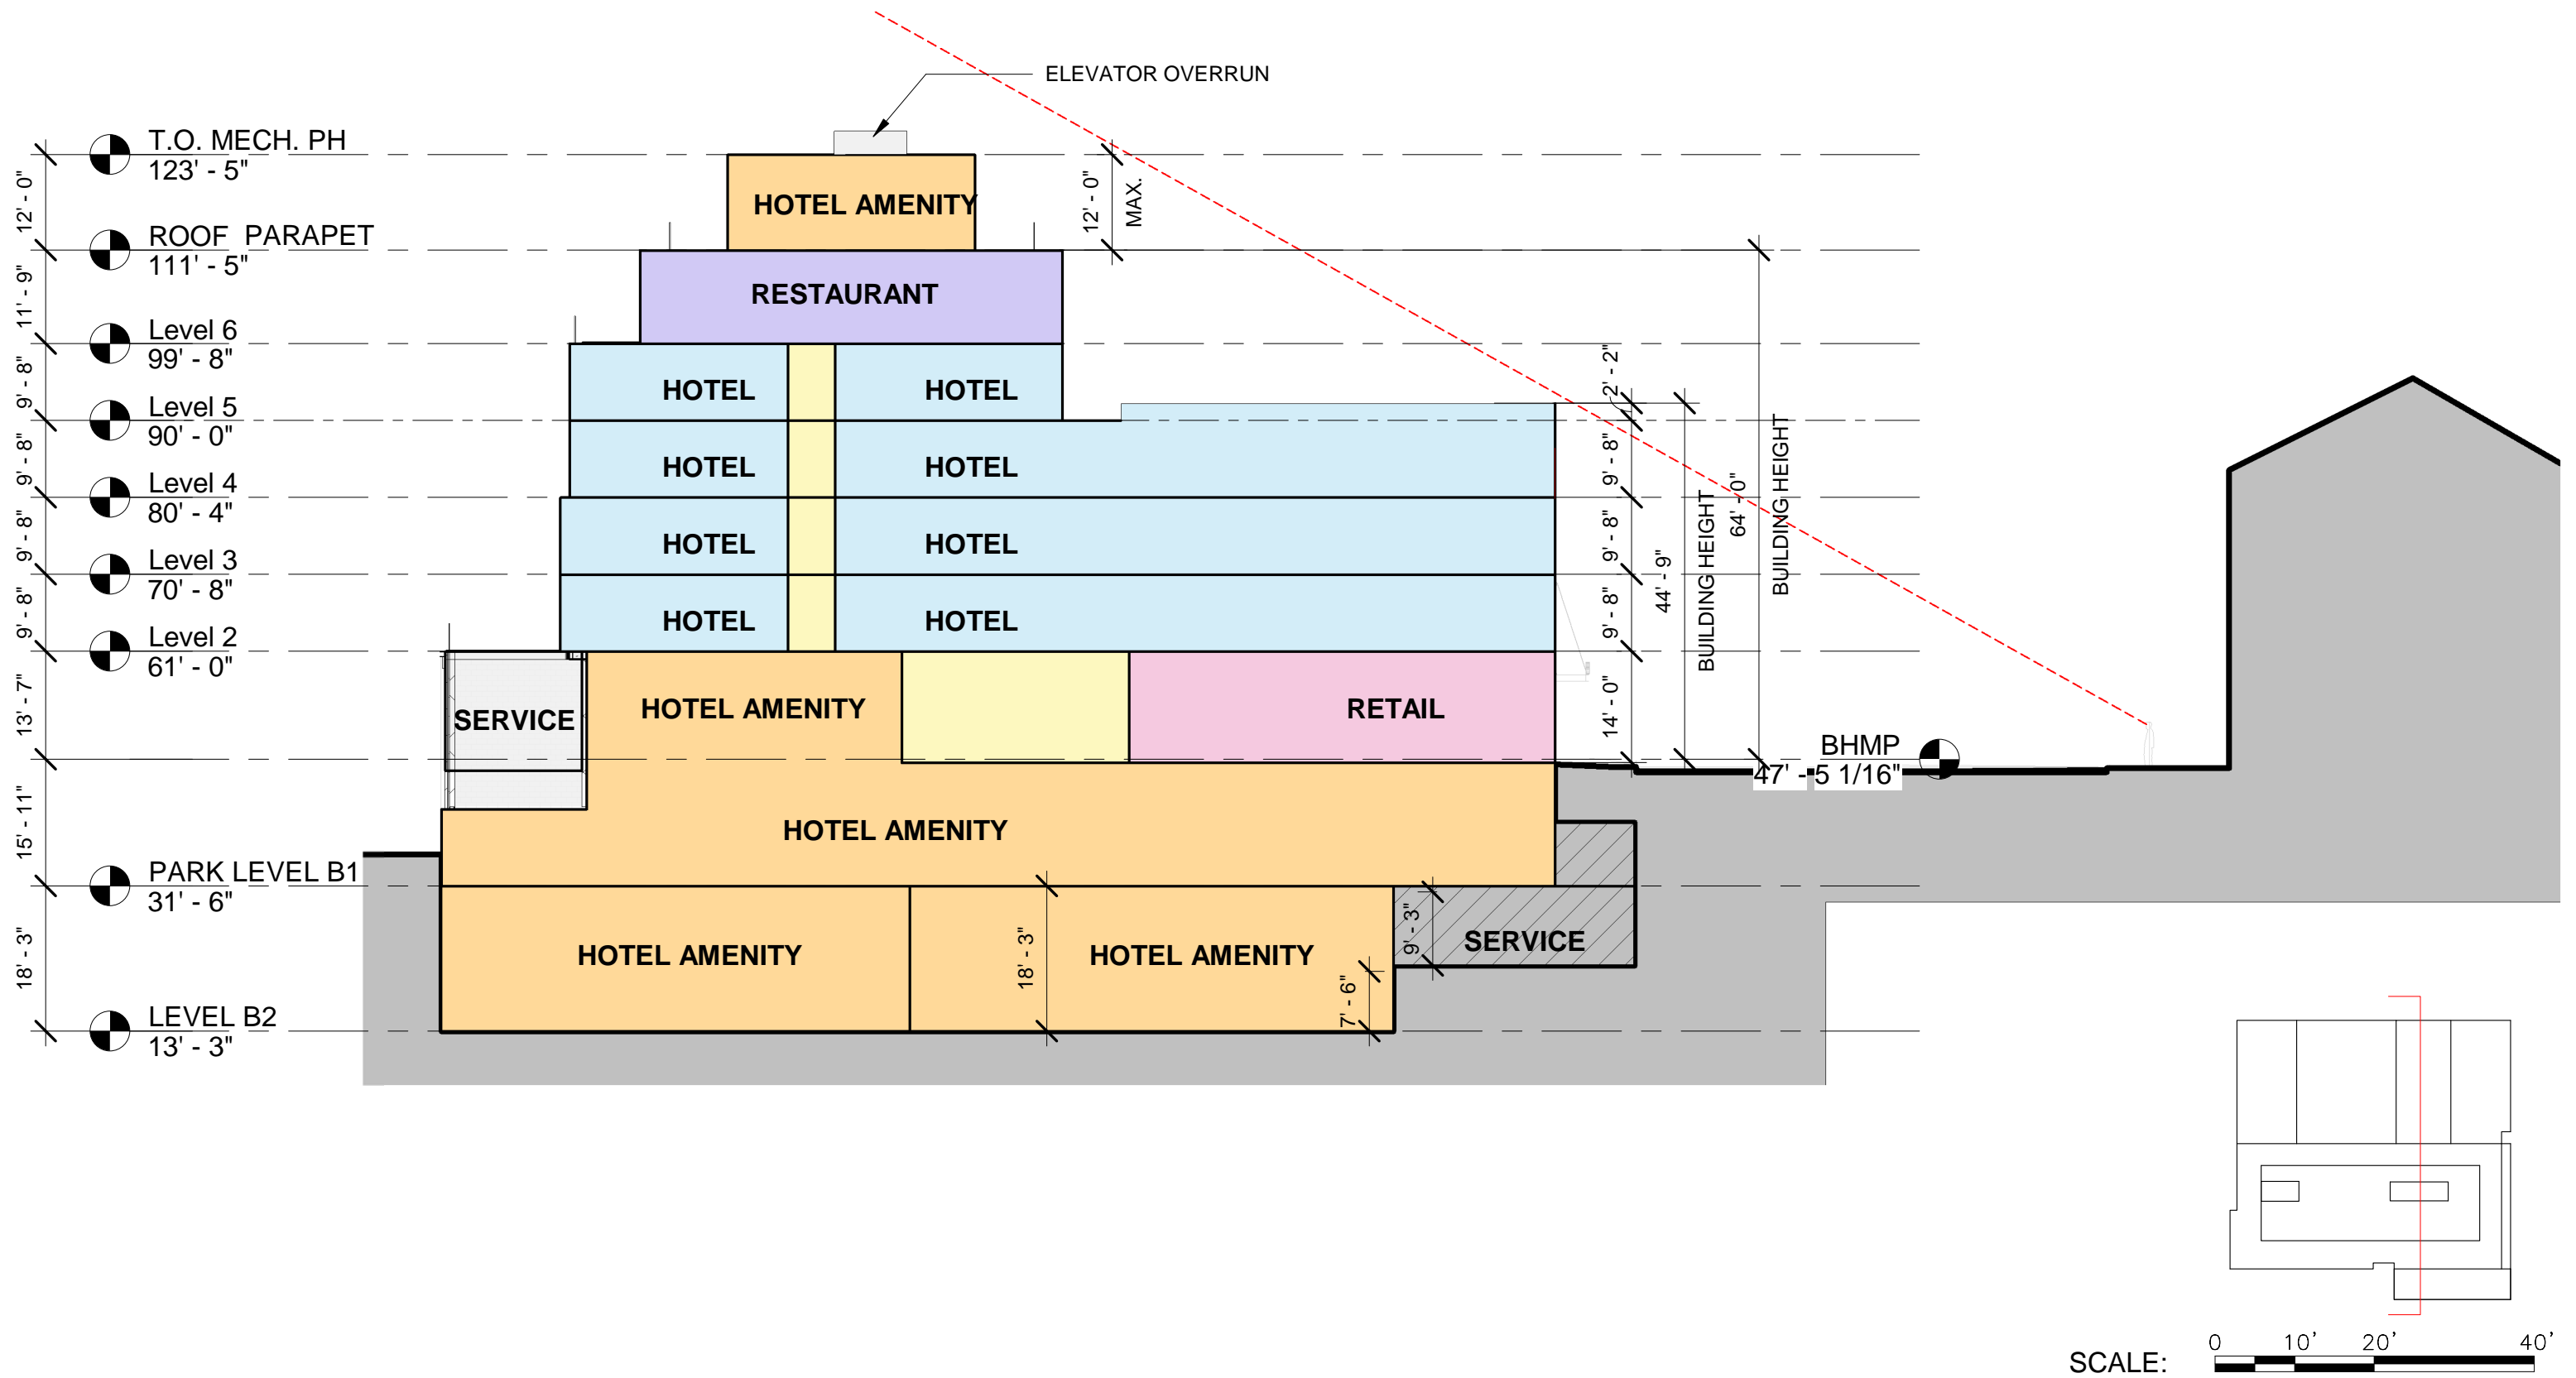 ELEVATOR OVERRUN
T.O. MECH. PH
123' - 5"
12' - 0"
HOTEL AMENITY
12' - 0"
MAX.
ROOF PARAPET
111' - 5"
11' - 9"
RESTAURANT
Level 6
99' - 8"
9' - 8"
HOTEL
HOTEL
2' - 2"
Level 5
90' - 0"
9' - 8"
HOTEL
HOTEL
9' - 8"
Level 4
80' - 4"
9' - 8"
HOTEL
HOTEL
9' - 8"
44' - 9"
BUILDING HEIGHT
64' - 0"
BUILDING HEIGHT
Level 3
70' - 8"
9' - 8"
HOTEL
HOTEL
9' - 8"
Level 2
61' - 0"
13' - 7"
SERVICE
HOTEL AMENITY
RETAIL
14' - 0"
BHMP
47' - 5 1/16"
15' - 11"
HOTEL AMENITY
PARK LEVEL B1
31' - 6"
18' - 3"
HOTEL AMENITY
18' - 3"
HOTEL AMENITY
7' - 6"
9' - 3"
SERVICE
LEVEL B2
13' - 3"
SCALE:
0 10' 20' 40'